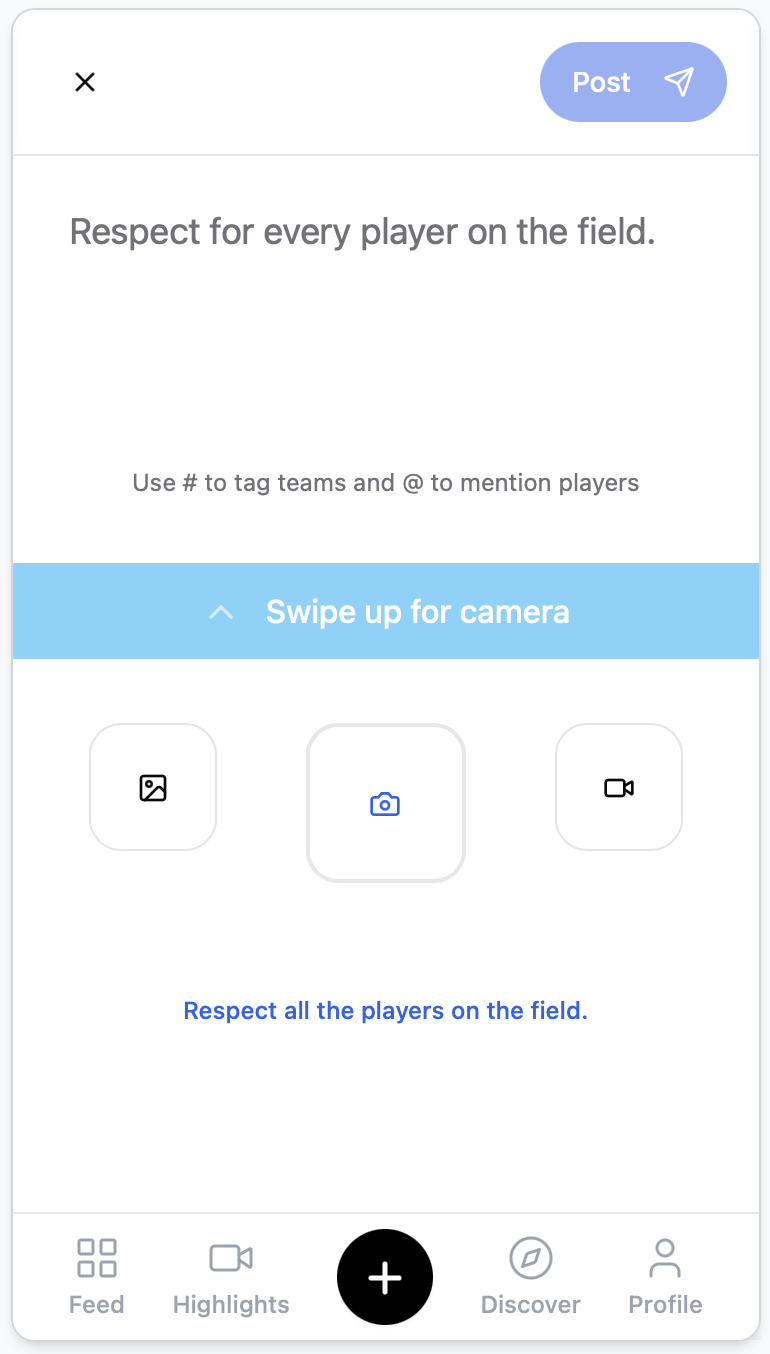 Post
Respect for every player on the field.
Use # to tag teams and @ to mention players
Swipe up for camera
Respect all the players on the field.
Feed
Highlights
Discover
Profile